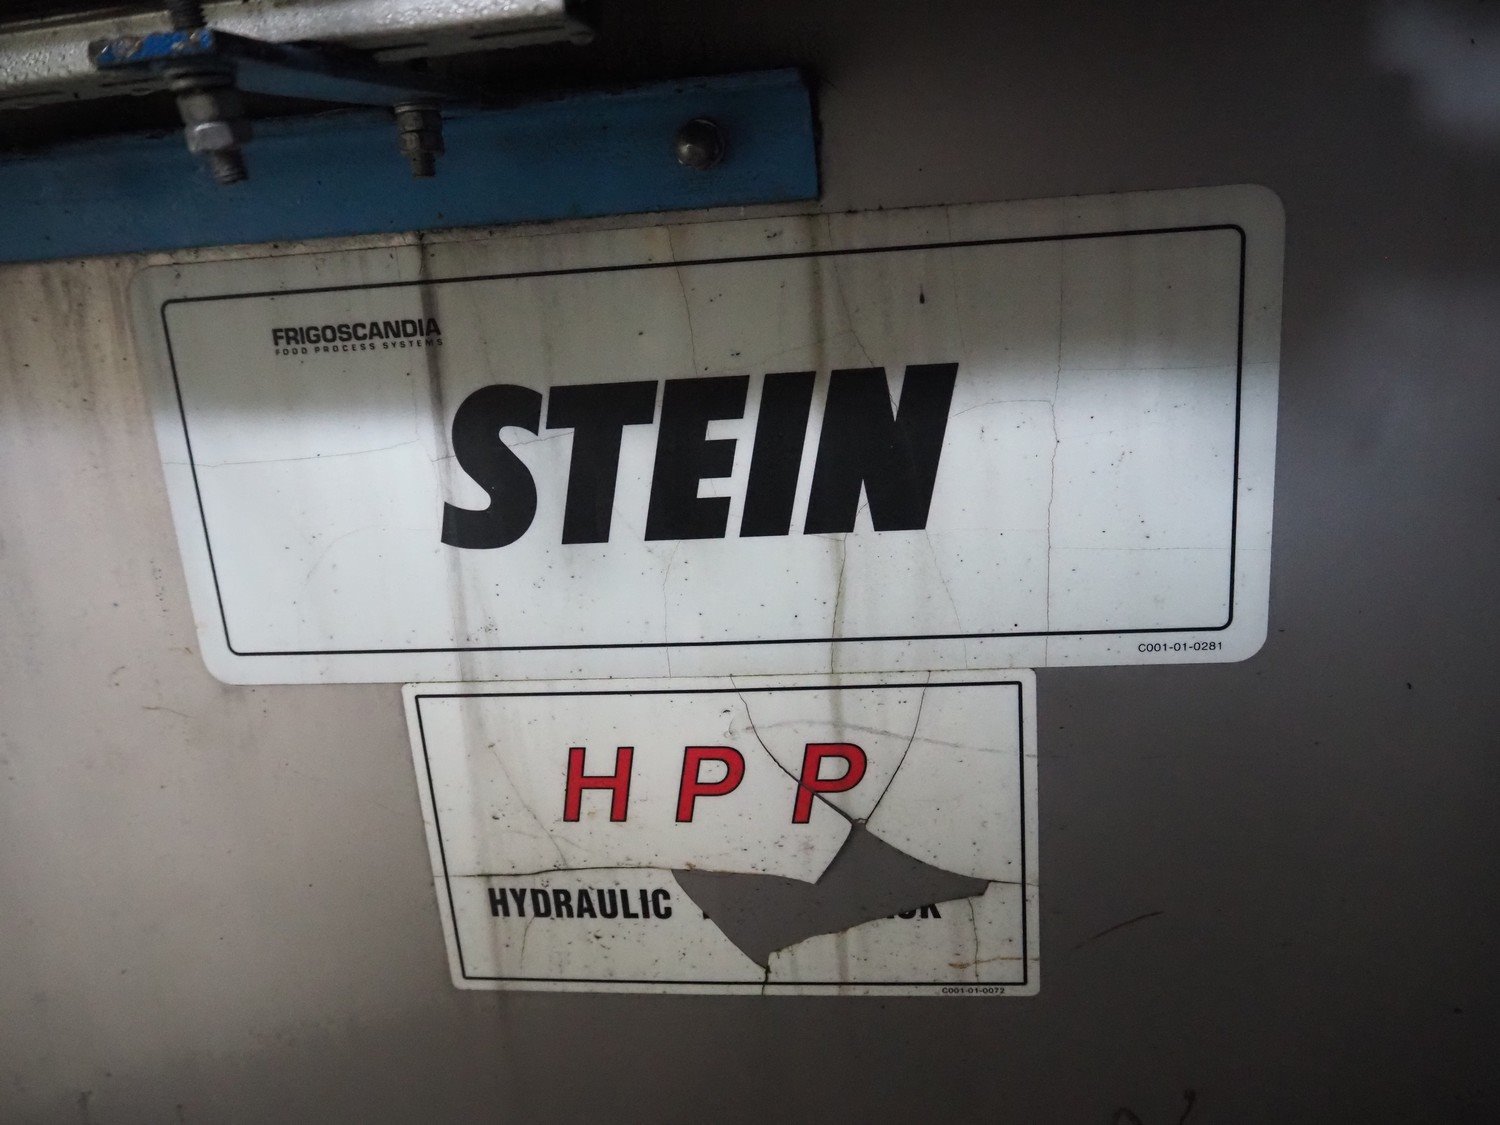 FRIGOSCANDIA
FOOD PROCESS SYSTEMS
STEIN
C001-01-0281
HPP
HYDRAULIC
C001-01-0072